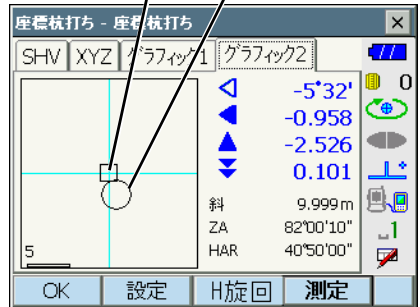 座標杭打ち - 座標杭打ち
SHV XYZ グラフィック1 グラフィック2
-5°32'
0
-0.958
-2.526
0.101
斜 9.999 m
ZA 82°00'10"
1
5
HAR 40°50'00"
OK 設定 H旋回 測定